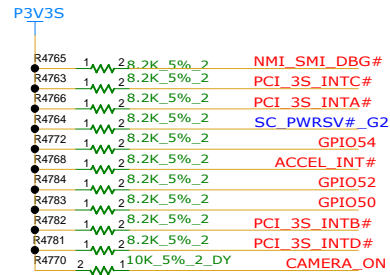 P3V3S
R4765 1 2 8.2K_5%_2 NMI_SMI_DBG#
R4763 1 2 8.2K_5%_2 PCI_3S_INTC#
R4766 1 2 8.2K_5%_2 PCI_3S_INTA#
R4764 1 2 8.2K_5%_2 SC_PWRSV#_G2
R4772 1 2 8.2K_5%_2 GPIO54
R4768 1 2 8.2K_5%_2 ACCEL_INT#
R4784 1 2 8.2K_5%_2 GPIO52
R4783 1 2 8.2K_5%_2 GPIO50
R4782 1 2 8.2K_5%_2 PCI_3S_INTB#
R4781 1 2 8.2K_5%_2 PCI_3S_INTD#
R4770 2 1 10K_5%_2_DY CAMERA_ON